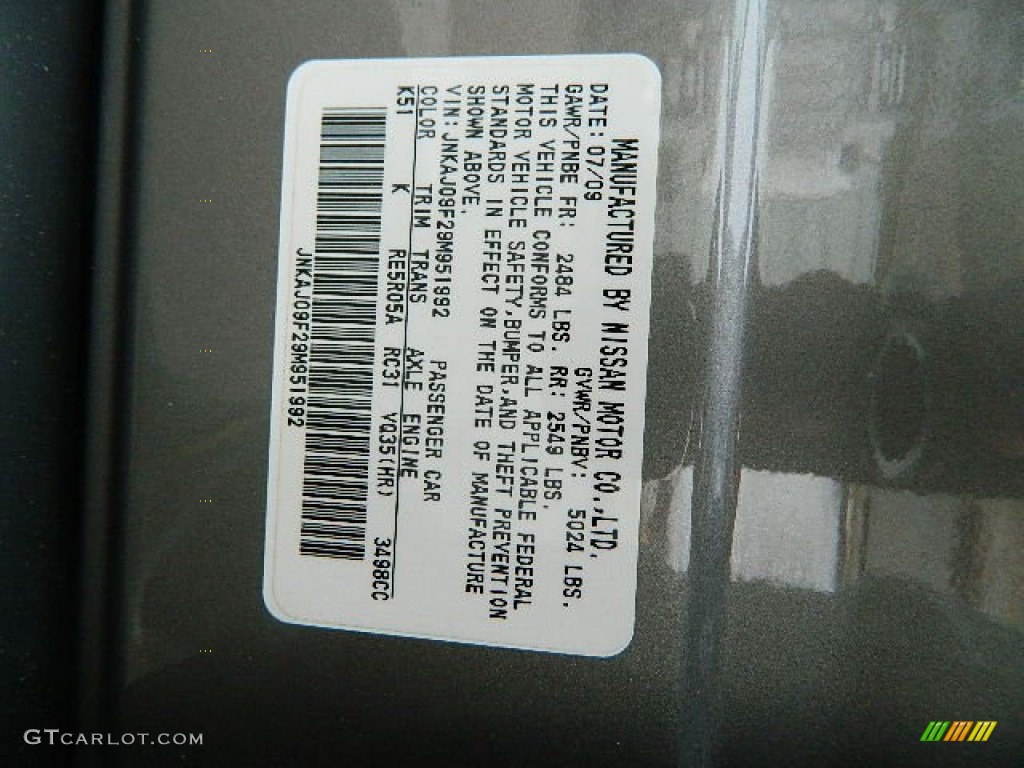 MANUFACTURED BY NISSAN MOTOR CO.,LTD.
DATE: 07/09 GVWR/PNBV: 5024 LBS.
GAWR/PNBE FR: 2484 LBS. RR: 2549 LBS.
THIS VEHICLE CONFORMS TO ALL APPLICABLE FEDERAL
MOTOR VEHICLE SAFETY,BUMPER,AND THEFT PREVENTION
STANDARDS IN EFFECT ON THE DATE OF MANUFACTURE
SHOWN ABOVE.
VIN: JNKAJ09F29M951992 PASSENGER CAR
COLOR TRIM TRANS AXLE ENGINE
K51 K RE5R05A RC31 VQ35(HR) 3498CC
JNKAJ09F29M951992
GTCARLOT.COM